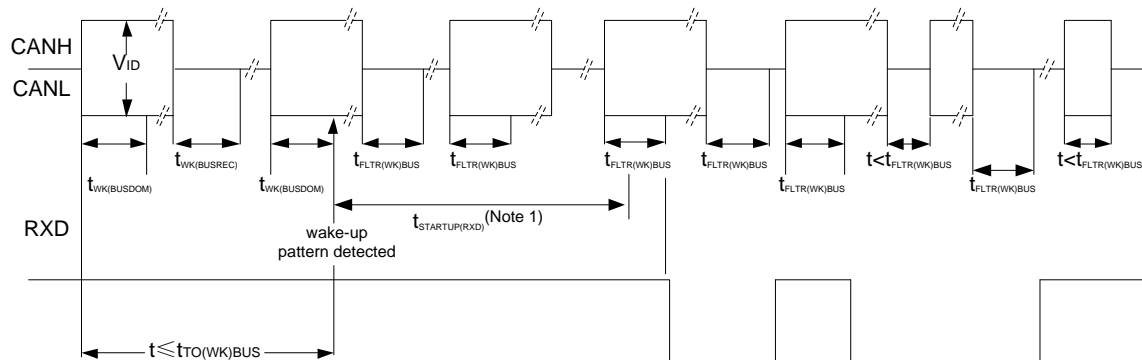 CANH
VID
CANL
tWK(BUSDOM)
tWK(BUSREC)
tWK(BUSDOM)
tFLTR(WK)BUS
tFLTR(WK)BUS
tFLTR(WK)BUS
tFLTR(WK)BUS
tFLTR(WK)BUS
t<tFLTR(WK)BUS
tFLTR(WK)BUS
t<tFLTR(WK)BUS
tSTARTUP(RXD)(Note 1)
RXD
wake-up
pattern detected
t≤tTO(WK)BUS